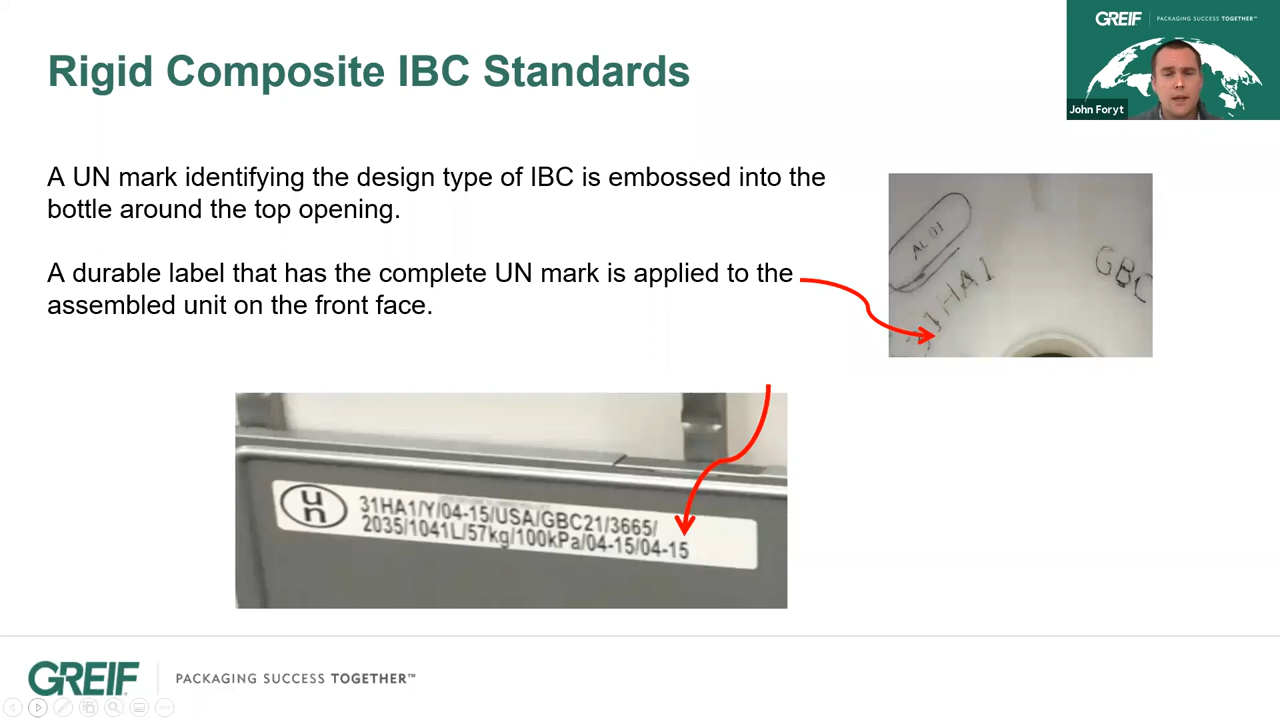 GREIF PACKAGING SUCCESS TOGETHER™
John Foryt
Rigid Composite IBC Standards
A UN mark identifying the design type of IBC is embossed into the
bottle around the top opening.
A durable label that has the complete UN mark is applied to the
assembled unit on the front face.
AL 01
31HA1
GBC
un
31HA1/Y/04-15/USA/GBC21/3665/
2035/1041L/57kg/100kPa/04-15/04-15
GREIF PACKAGING SUCCESS TOGETHER™